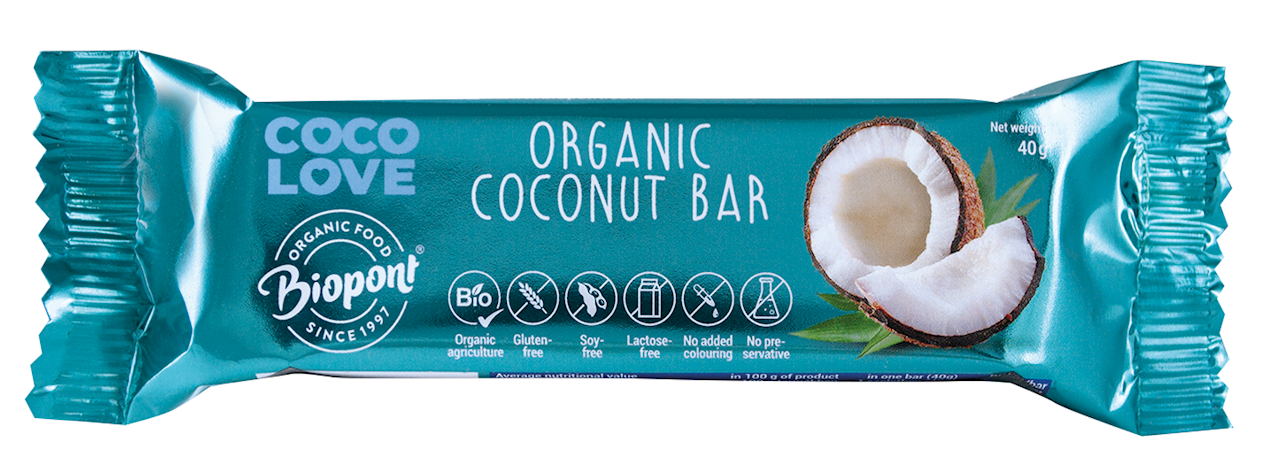 COCO
LOVE
ORGANIC
COCONUT BAR
Net weight
40g
ORGANIC FOOD
Biopont®
SINCE 1997
Bio
Organic
agriculture
Gluten-
free
Soy-
free
Lactose-
free
No added
colouring
No pre-
servative
Average nutritional value
in 100 g of product
in one bar (40g)